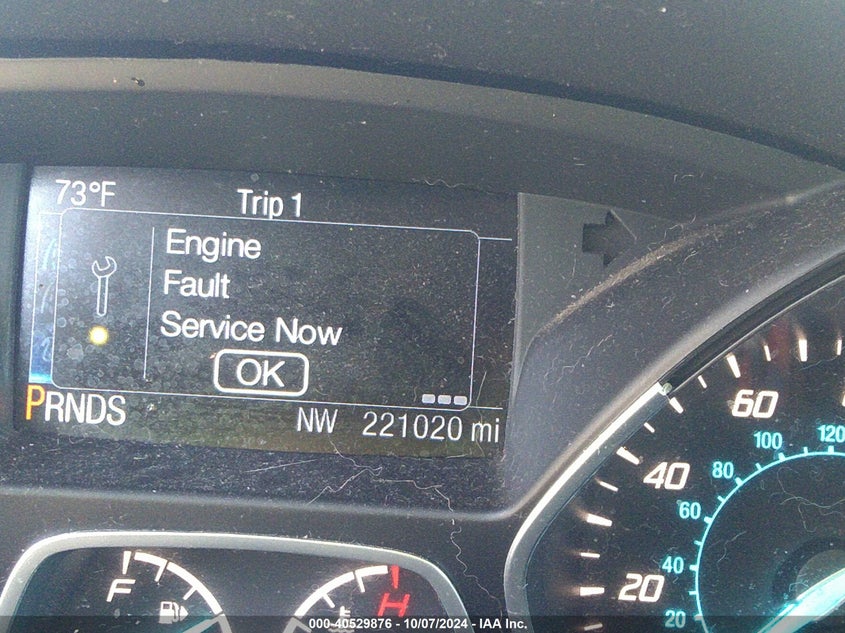 73°F Trip 1
Engine
Fault
Service Now
OK
PRNDS NW 221020 mi
F
H
20
40
60
20
40
60
80
100
120
000-40529876 - 10/07/2024 - IAA Inc.